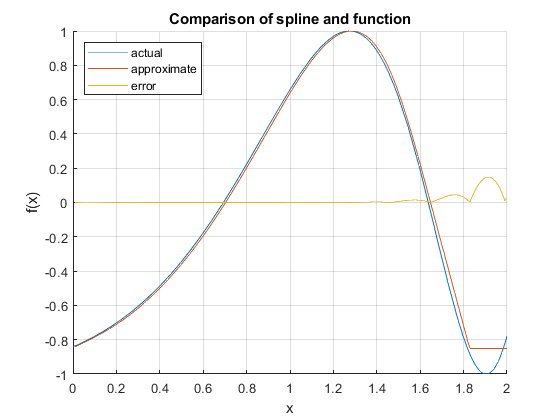 Comparison of spline and function
actual
approximate
error
f(x)
1
0.8
0.6
0.4
0.2
0
-0.2
-0.4
-0.6
-0.8
-1
0 0.2 0.4 0.6 0.8 1 1.2 1.4 1.6 1.8 2
x